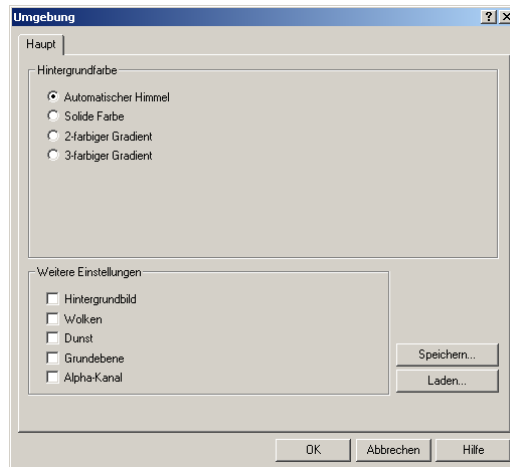 Umgebung
Haupt
Hintergrundfarbe
Automatischer Himmel
Solide Farbe
2-farbiger Gradient
3-farbiger Gradient
Weitere Einstellungen
Hintergrundbild
Wolken
Dunst
Grundebene
Alpha-Kanal
Speichern...
Laden...
OK Abbrechen Hilfe